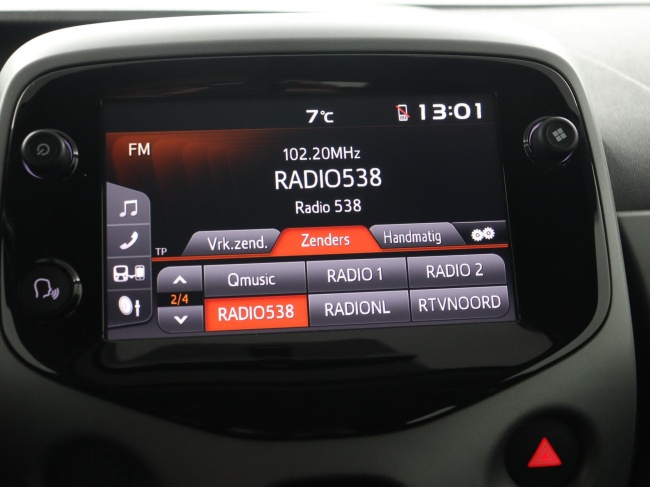 7°C 13:01
FM
102.20MHz
RADIO538
Radio 538
TP Vrk.zend. Zenders Handmatig
Qmusic RADIO 1 RADIO 2
2/4
RADIO538 RADIONL RTVNOORD